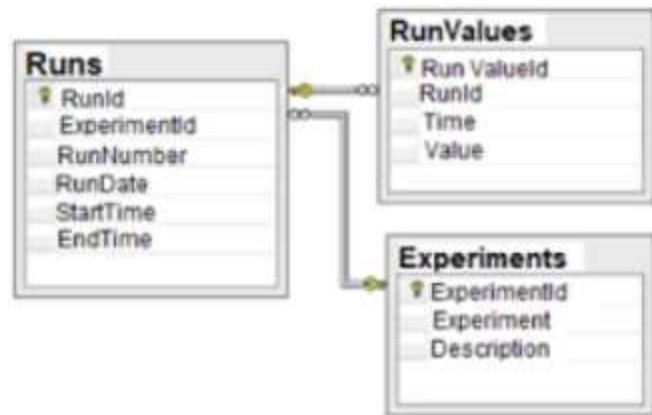 Runs
RunId
ExperimentId
RunNumber
RunDate
StartTime
EndTime
RunValues
Run ValueId
RunId
Time
Value
Experiments
ExperimentId
Experiment
Description